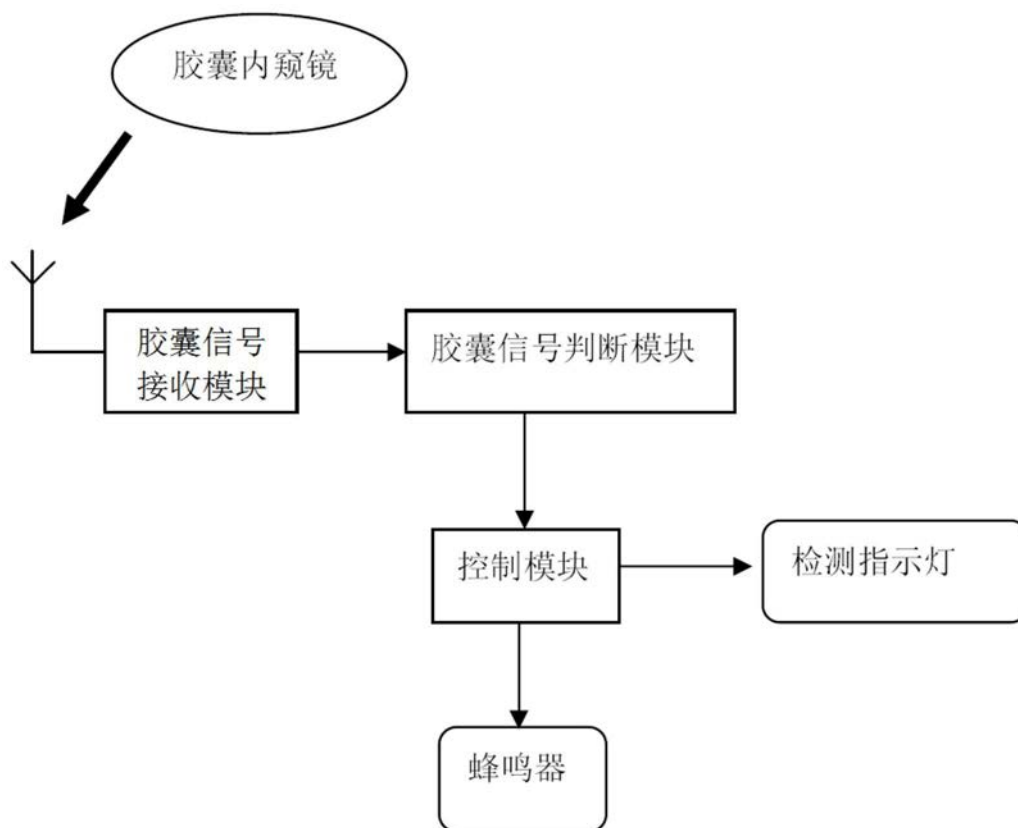 胶囊内窥镜
胶囊信号
接收模块
胶囊信号判断模块
控制模块
检测指示灯
蜂鸣器